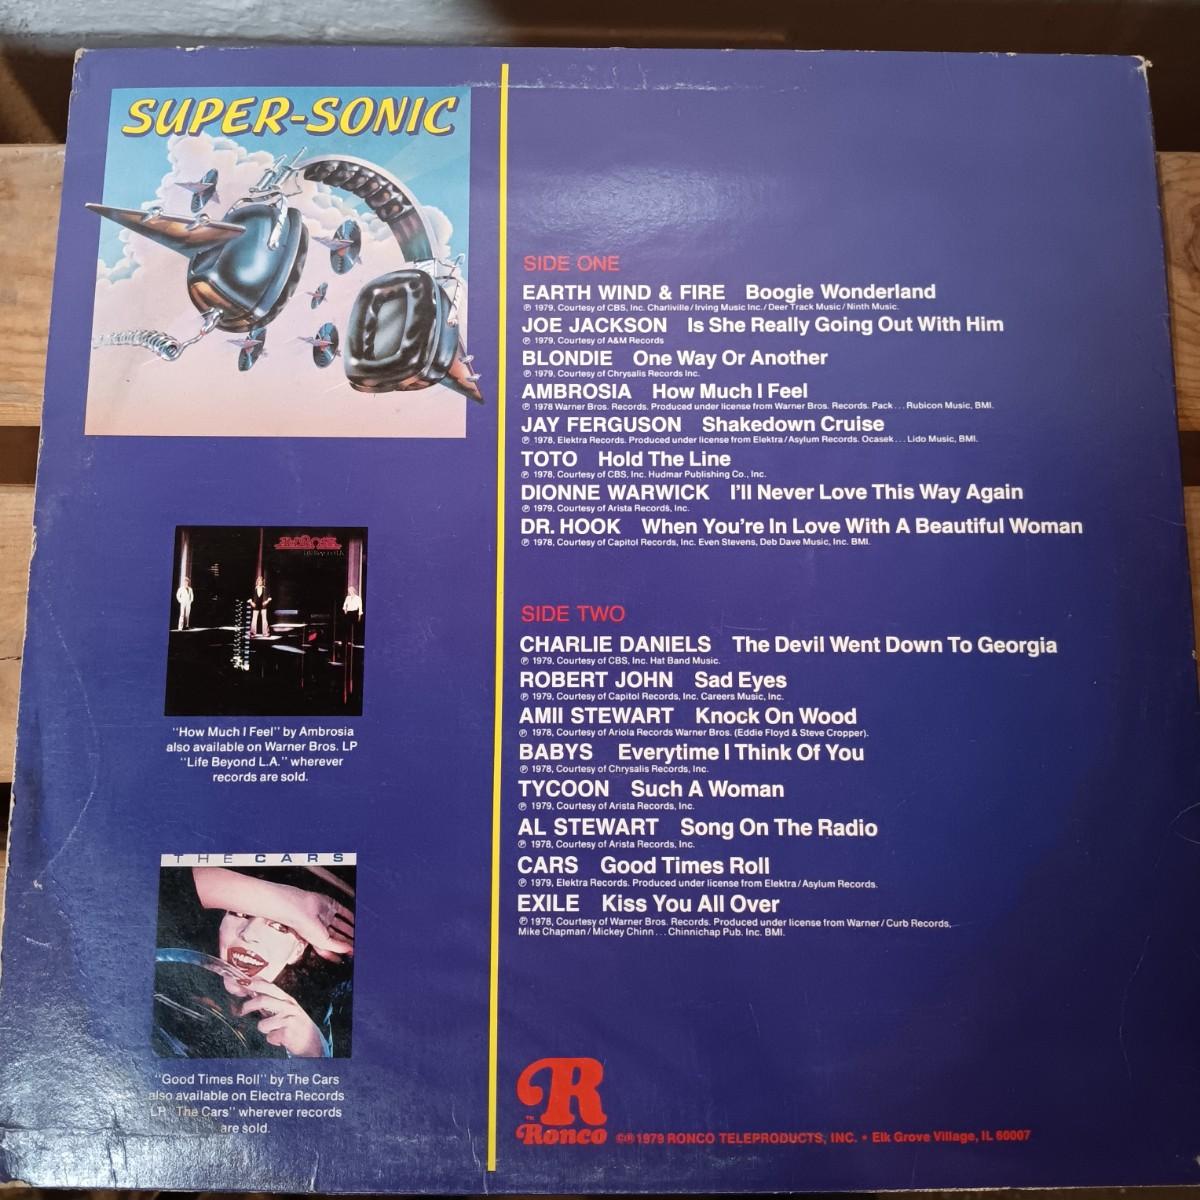 SUPER-SONIC
SIDE ONE
EARTH WIND & FIRE Boogie Wonderland
℗ 1979, Courtesy of CBS, Inc. Charliville/Irving Music Inc./Deer Track Music/Ninth Music.
JOE JACKSON Is She Really Going Out With Him
℗ 1979, Courtesy of A&M Records
BLONDIE One Way Or Another
℗ 1979, Courtesy of Chrysalis Records Inc.
AMBROSIA How Much I Feel
℗ 1978 Warner Bros. Records. Produced under license from Warner Bros. Records. Pack... Rubicon Music, BMI.
JAY FERGUSON Shakedown Cruise
℗ 1978, Elektra Records. Produced under license from Elektra/Asylum Records. Ocasek... Lido Music, BMI.
TOTO Hold The Line
℗ 1978, Courtesy of CBS, Inc. Hudmar Publishing Co., Inc.
DIONNE WARWICK I'll Never Love This Way Again
℗ 1979, Courtesy of Arista Records, Inc.
DR. HOOK When You're In Love With A Beautiful Woman
℗ 1978, Courtesy of Capitol Records, Inc. Even Stevens, Deb Dave Music, Inc. BMI.
SIDE TWO
CHARLIE DANIELS The Devil Went Down To Georgia
℗ 1979, Courtesy of CBS, Inc. Hat Band Music.
ROBERT JOHN Sad Eyes
℗ 1979, Courtesy of Capitol Records, Inc. Careers Music, Inc.
AMII STEWART Knock On Wood
℗ 1978, Courtesy of Ariola Records Warner Bros. (Eddie Floyd & Steve Cropper).
BABYS Everytime I Think Of You
℗ 1978, Courtesy of Chrysalis Records, Inc.
TYCOON Such A Woman
℗ 1979, Courtesy of Arista Records, Inc.
AL STEWART Song On The Radio
℗ 1978, Courtesy of Arista Records, Inc.
CARS Good Times Roll
℗ 1979, Elektra Records. Produced under license from Elektra/Asylum Records.
EXILE Kiss You All Over
℗ 1978, Courtesy of Warner Bros. Records. Produced under license from Warner/Curb Records,
Mike Chapman/Mickey Chinn...Chinnichap Pub. Inc. BMI.
"How Much I Feel" by Ambrosia
also available on Warner Bros. LP
"Life Beyond L.A." wherever
records are sold.
THE CARS
"Good Times Roll" by The Cars
also available on Electra Records
LP "The Cars" wherever records
are sold.
R
TM
Ronco
©℗1979 RONCO TELEPRODUCTS, INC. • Elk Grove Village, IL 60007